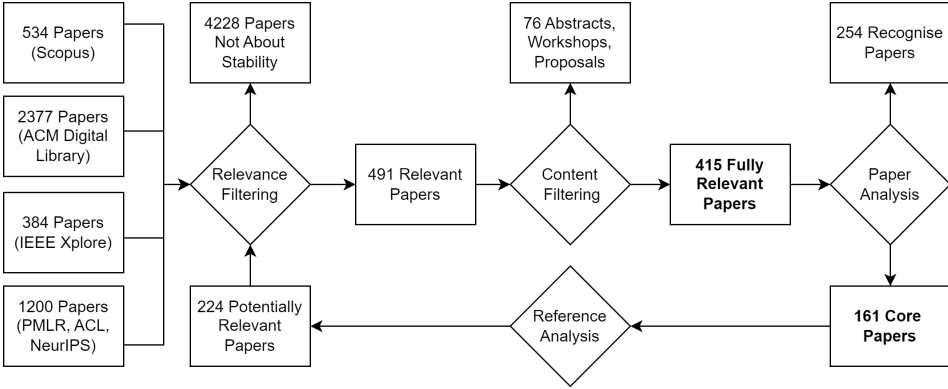 534 Papers
(Scopus)
2377 Papers
(ACM Digital
Library)
384 Papers
(IEEE Xplore)
1200 Papers
(PMLR, ACL,
NeurIPS)
4228 Papers
Not About
Stability
Relevance
Filtering
224 Potentially
Relevant
Papers
491 Relevant
Papers
76 Abstracts,
Workshops,
Proposals
Content
Filtering
Reference
Analysis
415 Fully
Relevant
Papers
254 Recognise
Papers
Paper
Analysis
161 Core
Papers